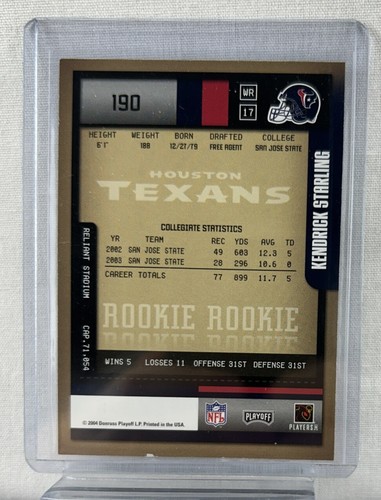 190
WR
17
HEIGHT WEIGHT BORN DRAFTED COLLEGE
6'1" 188 12/27/79 FREE AGENT SAN JOSE STATE
HOUSTON
TEXANS
KENDRICK STARLING
COLLEGIATE STATISTICS
YR TEAM REC YDS AVG TD
2002 SAN JOSE STATE 49 603 12.3 5
2003 SAN JOSE STATE 28 296 10.6 0
CAREER TOTALS 77 899 11.7 5
RELIANT STADIUM CAP. 71,054
ROOKIE ROOKIE
WINS 5 LOSSES 11 OFFENSE 31ST DEFENSE 31ST
© 2004 Donruss Playoff L.P. Printed in the USA.
NFL
PLAYOFF
PLAYERS